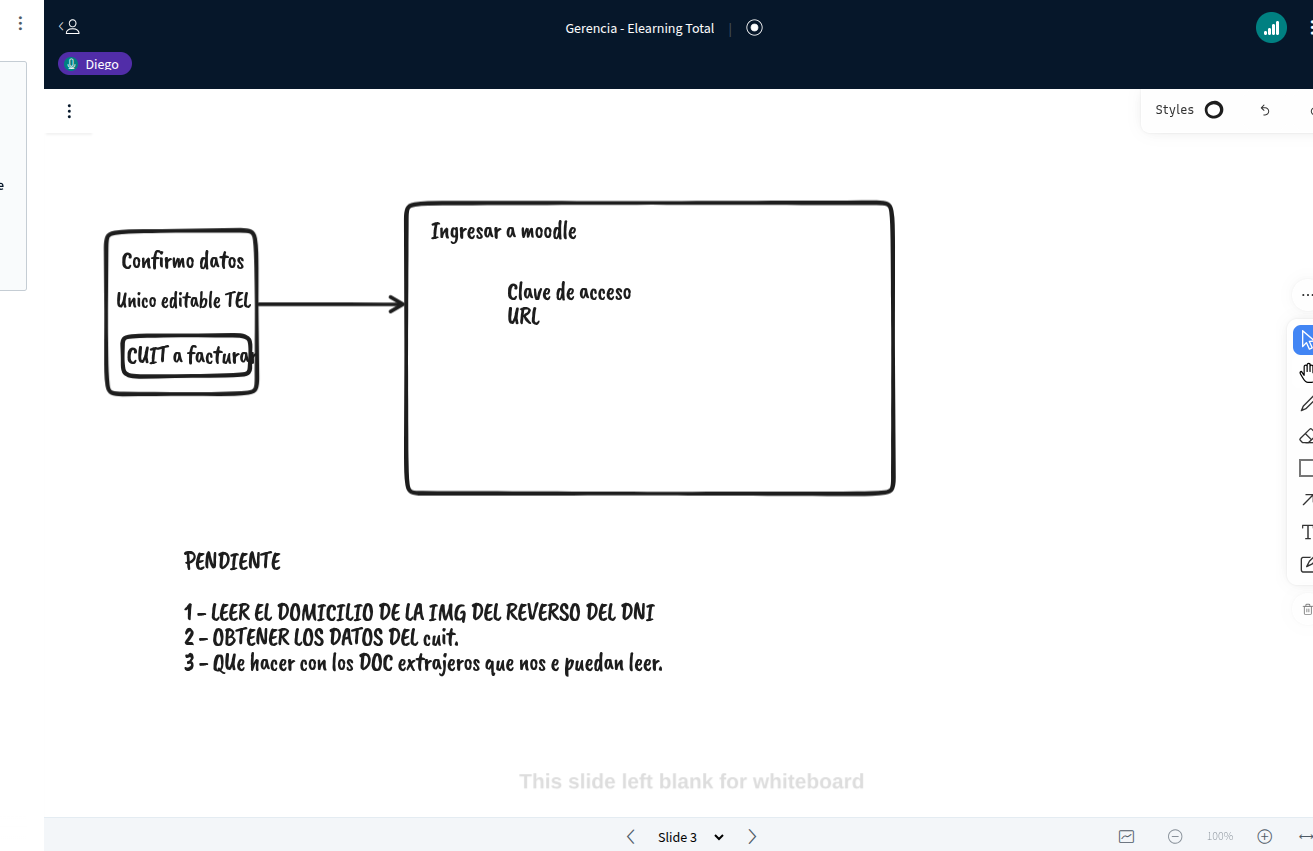 e
Gerencia - Elearning Total
Diego
Styles
Confirmo datos
Unico editable TEL
CUIT a facturar
Ingresar a moodle
Clave de acceso
URL
PENDIENTE
1 - LEER EL DOMICILIO DE LA IMG DEL REVERSO DEL DNI
2 - OBTENER LOS DATOS DEL cuit.
3 - QUe hacer con los DOC extrajeros que nos e puedan leer.
This slide left blank for whiteboard
Slide 3
100%